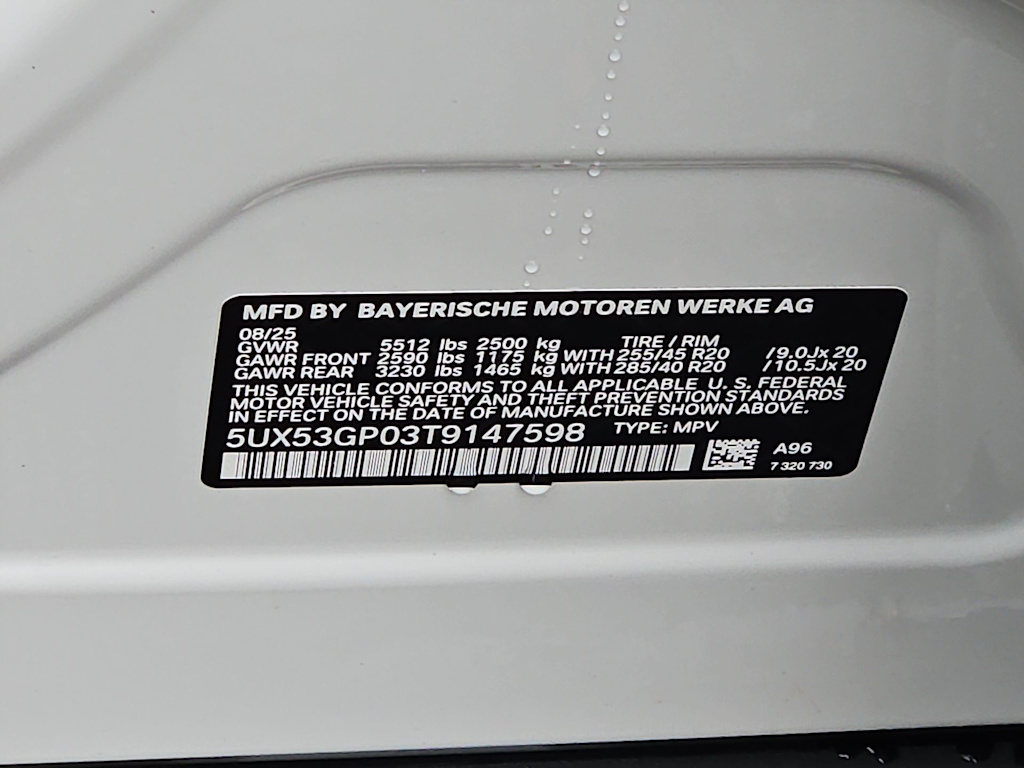 MFD BY BAYERISCHE MOTOREN WERKE AG
08/25
GVWR 5512 lbs 2500 kg TIRE / RIM
GAWR FRONT 2590 lbs 1175 kg WITH 255/45 R20 / 9.0Jx 20
GAWR REAR 3230 lbs 1465 kg WITH 285/40 R20 / 10.5Jx 20
THIS VEHICLE CONFORMS TO ALL APPLICABLE U. S. FEDERAL
MOTOR VEHICLE SAFETY AND THEFT PREVENTION STANDARDS
IN EFFECT ON THE DATE OF MANUFACTURE SHOWN ABOVE.
5UX53GP03T9147598 TYPE: MPV
A96
7 320 730